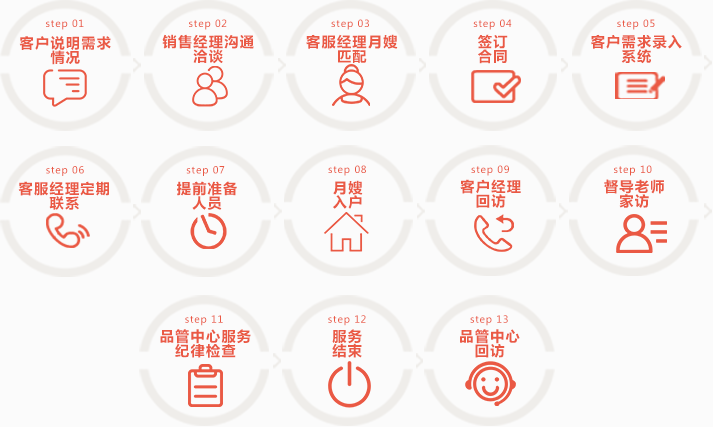 step 01
客户说明需求
情况
step 02
销售经理沟通
洽谈
step 03
客服经理月嫂
匹配
step 04
签订
合同
step 05
客户需求录入
系统
step 06
客服经理定期
联系
step 07
提前准备
人员
step 08
月嫂
入户
step 09
客户经理
回访
step 10
督导老师
家访
step 11
品管中心服务
纪律检查
step 12
服务
结束
step 13
品管中心
回访